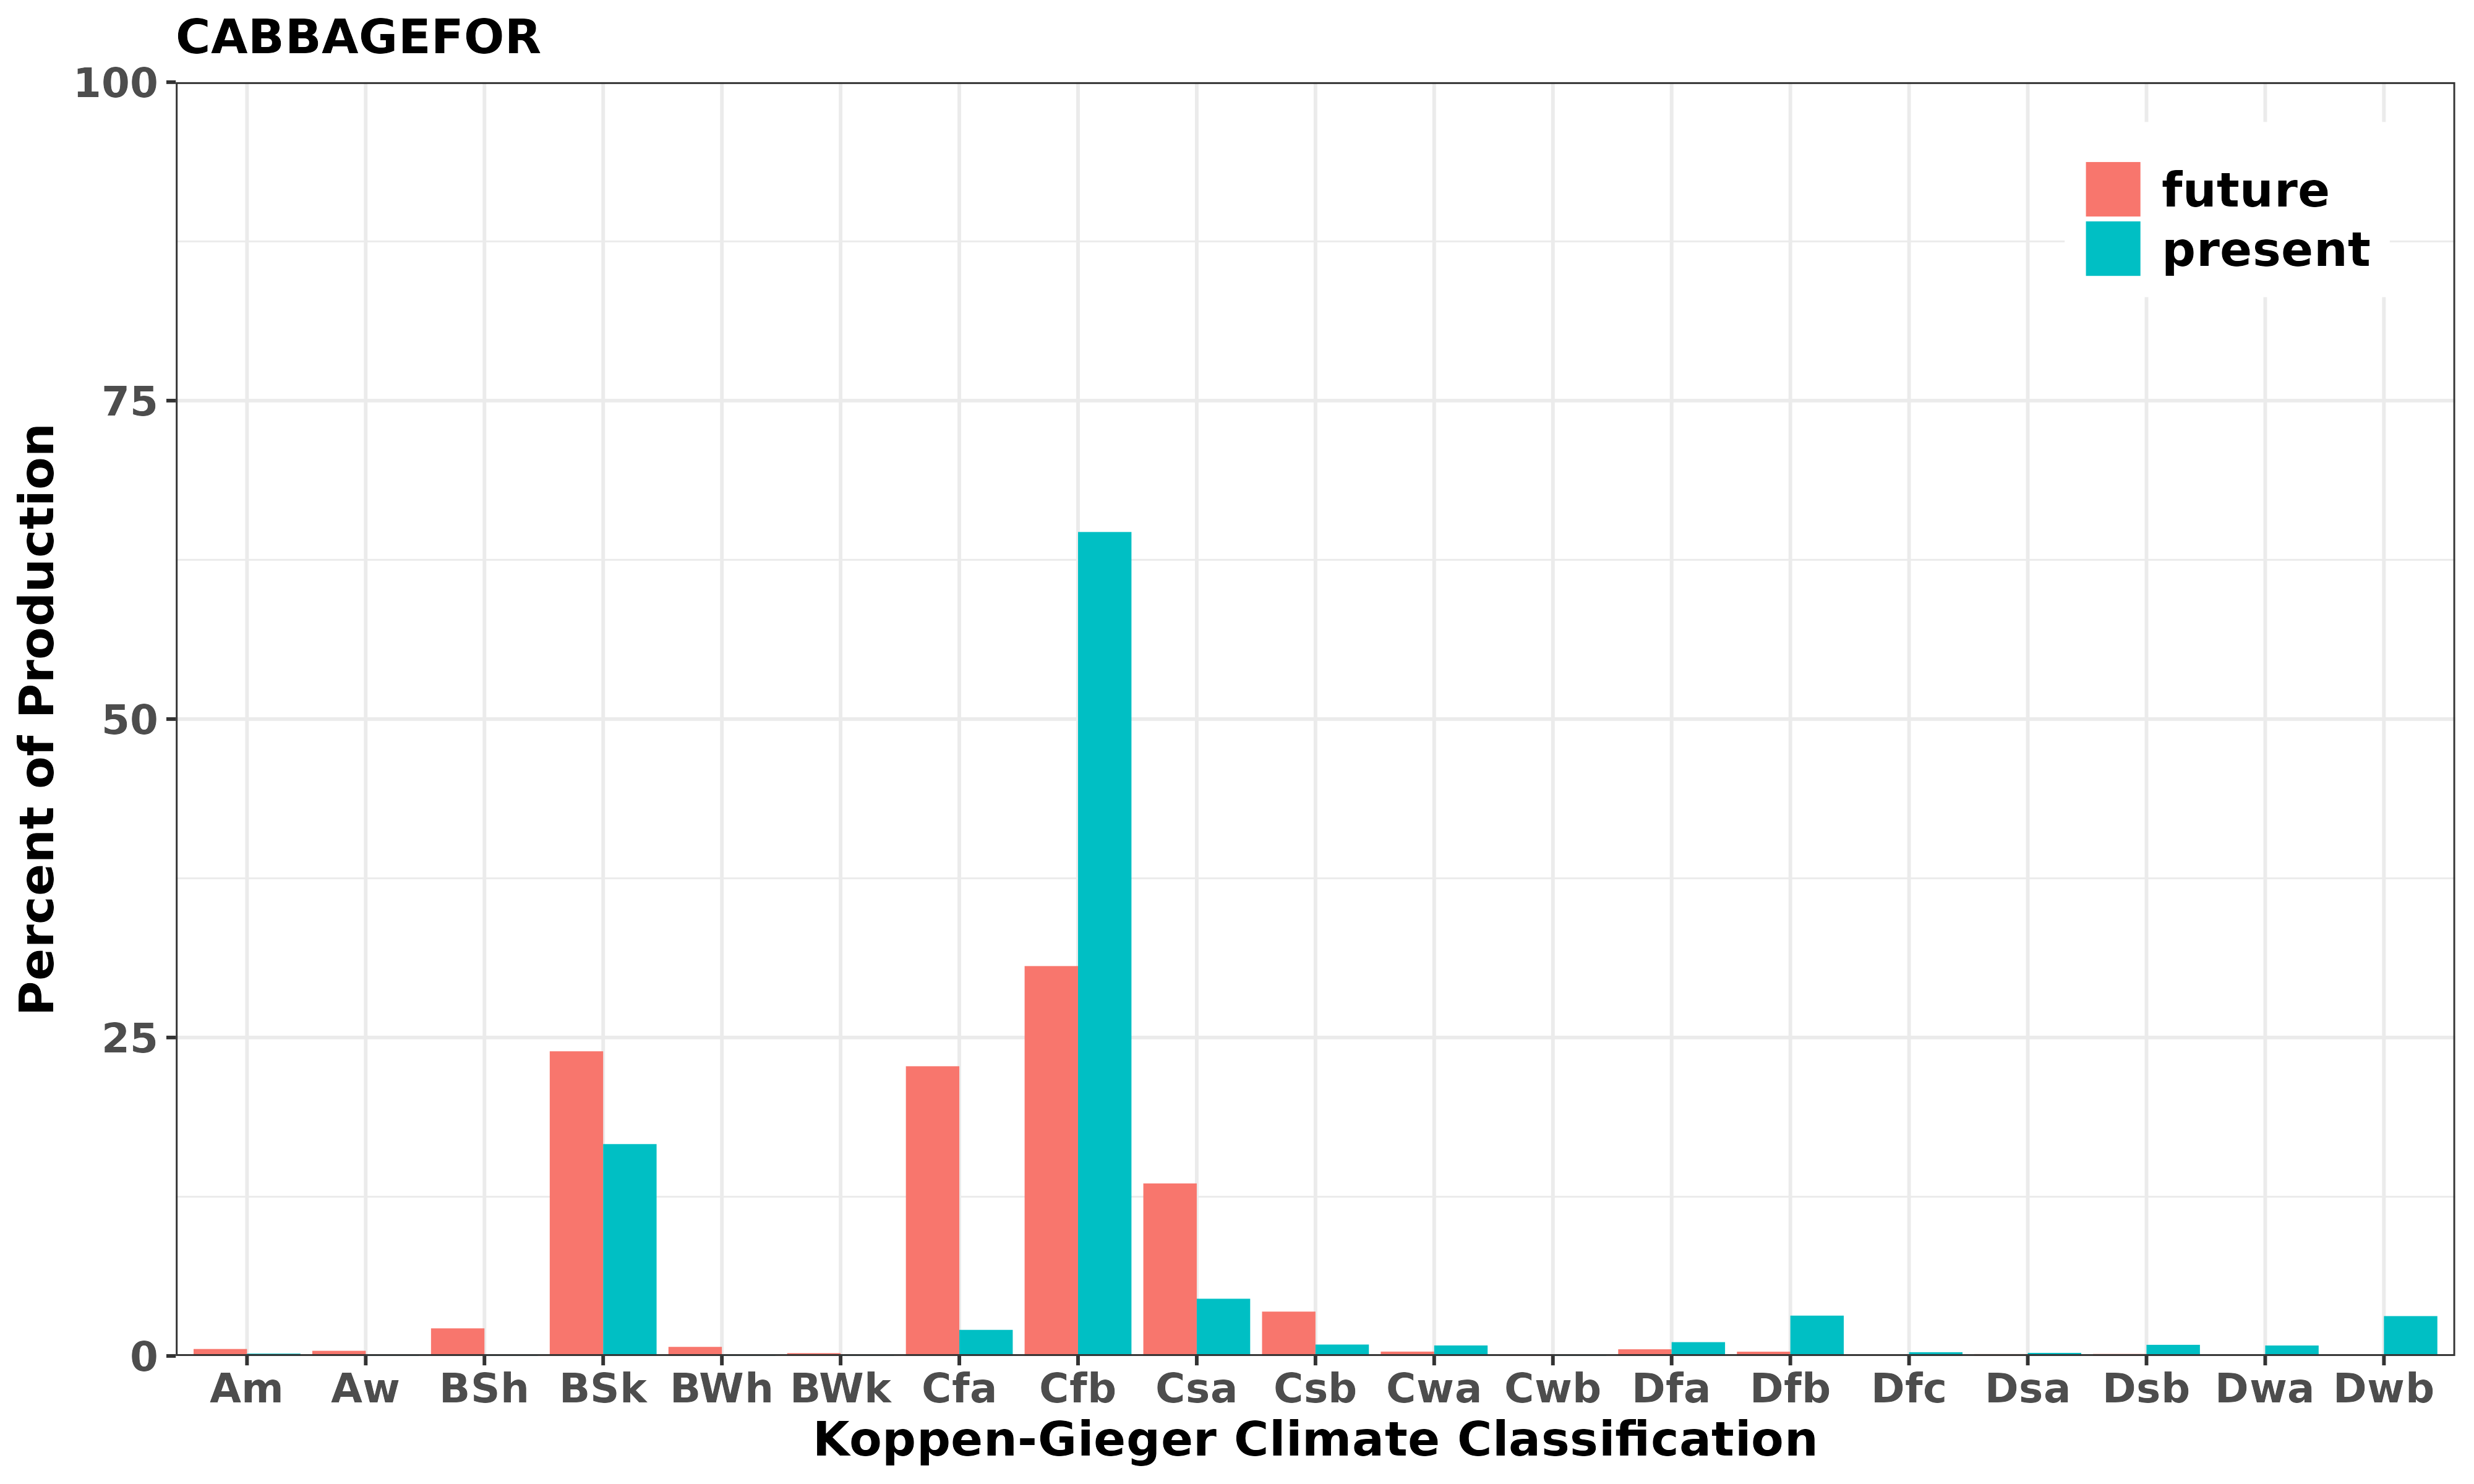 CABBAGEFOR
100
75
50
25
0
Percent of Production
future
present
Am Aw BSh BSk BWh BWk Cfa Cfb Csa Csb Cwa Cwb Dfa Dfb Dfc Dsa Dsb Dwa Dwb
Koppen-Gieger Climate Classification